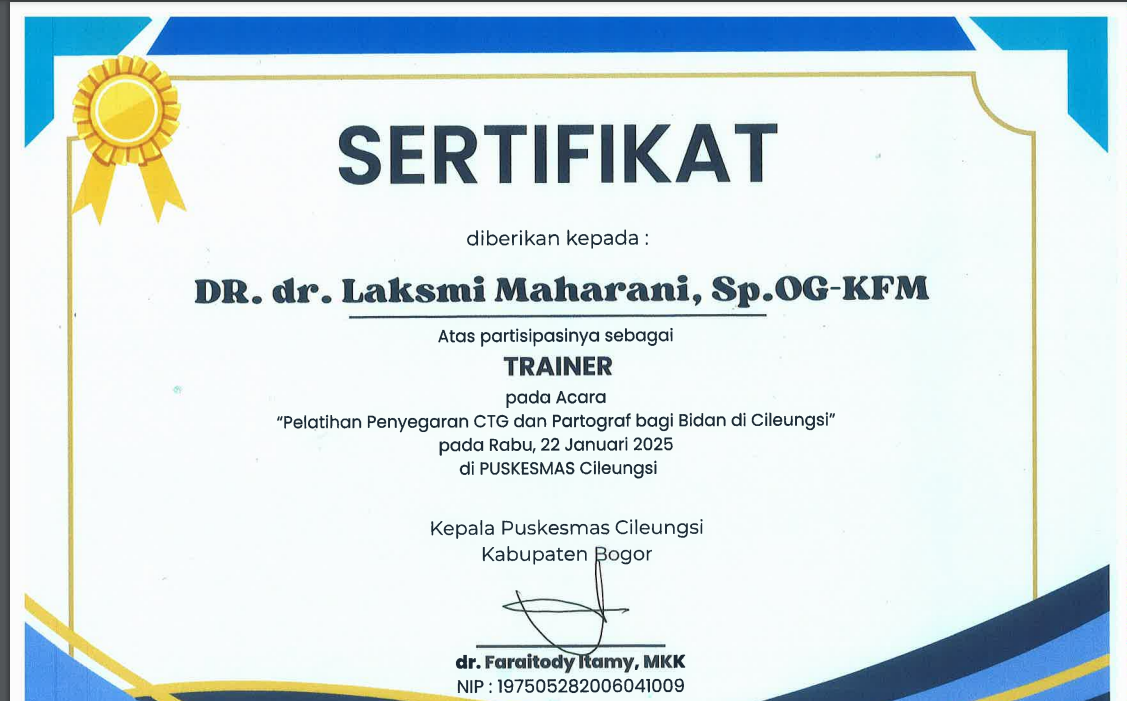 SERTIFIKAT
diberikan kepada :
DR. dr. Laksmi Maharani, Sp.OG-KFM
Atas partisipasinya sebagai
TRAINER
pada Acara
“Pelatihan Penyegaran CTG dan Partograf bagi Bidan di Cileungsi”
pada Rabu, 22 Januari 2025
di PUSKESMAS Cileungsi
Kepala Puskesmas Cileungsi
Kabupaten Bogor
dr. Faraitody Itamy, MKK
NIP : 197505282006041009